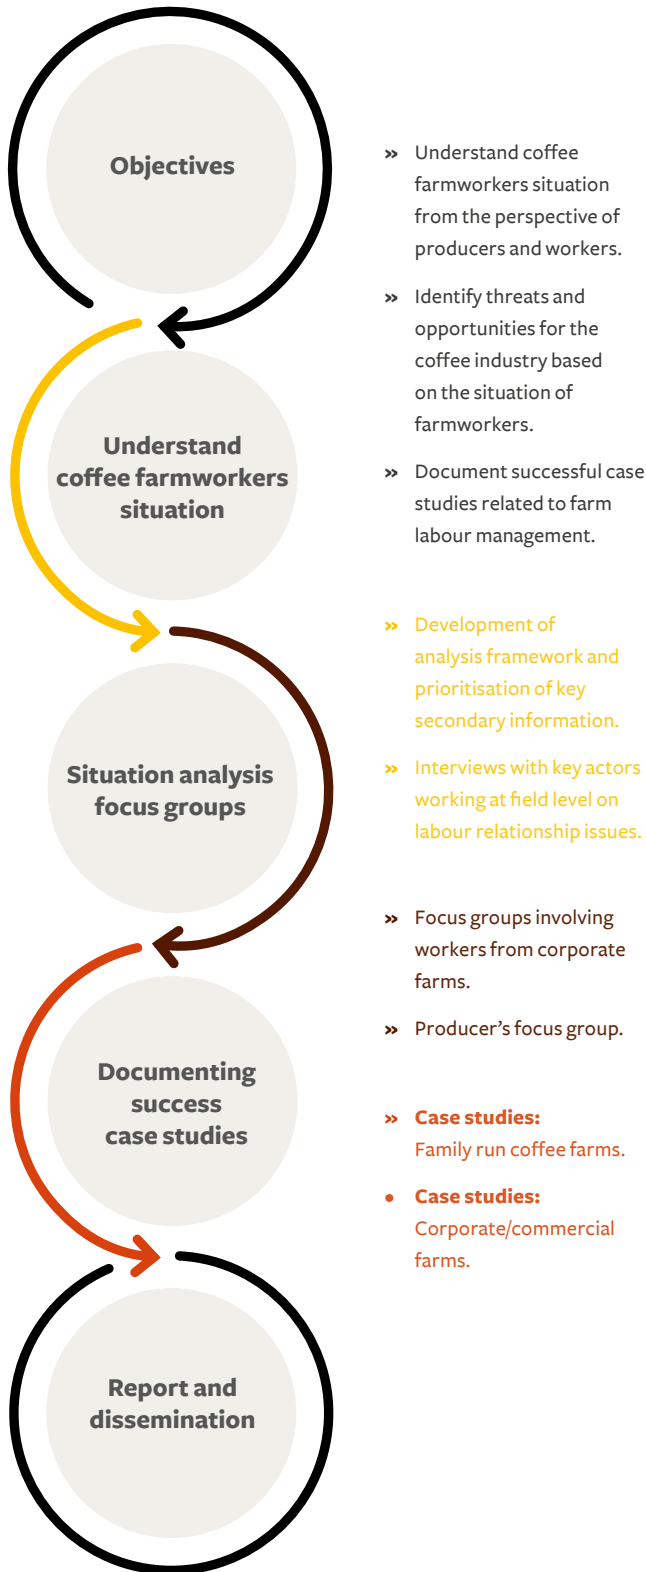 Objectives
» Understand coffee
farmworkers situation
from the perspective of
producers and workers.
» Identify threats and
opportunities for the
coffee industry based
on the situation of
farmworkers.
» Document successful case
studies related to farm
labour management.
Understand
coffee farmworkers
situation
» Development of
analysis framework and
prioritisation of key
secondary information.
» Interviews with key actors
working at field level on
labour relationship issues.
Situation analysis
focus groups
» Focus groups involving
workers from corporate
farms.
» Producer’s focus group.
Documenting
success
case studies
» Case studies:
Family run coffee farms.
• Case studies:
Corporate/commercial
farms.
Report and
dissemination